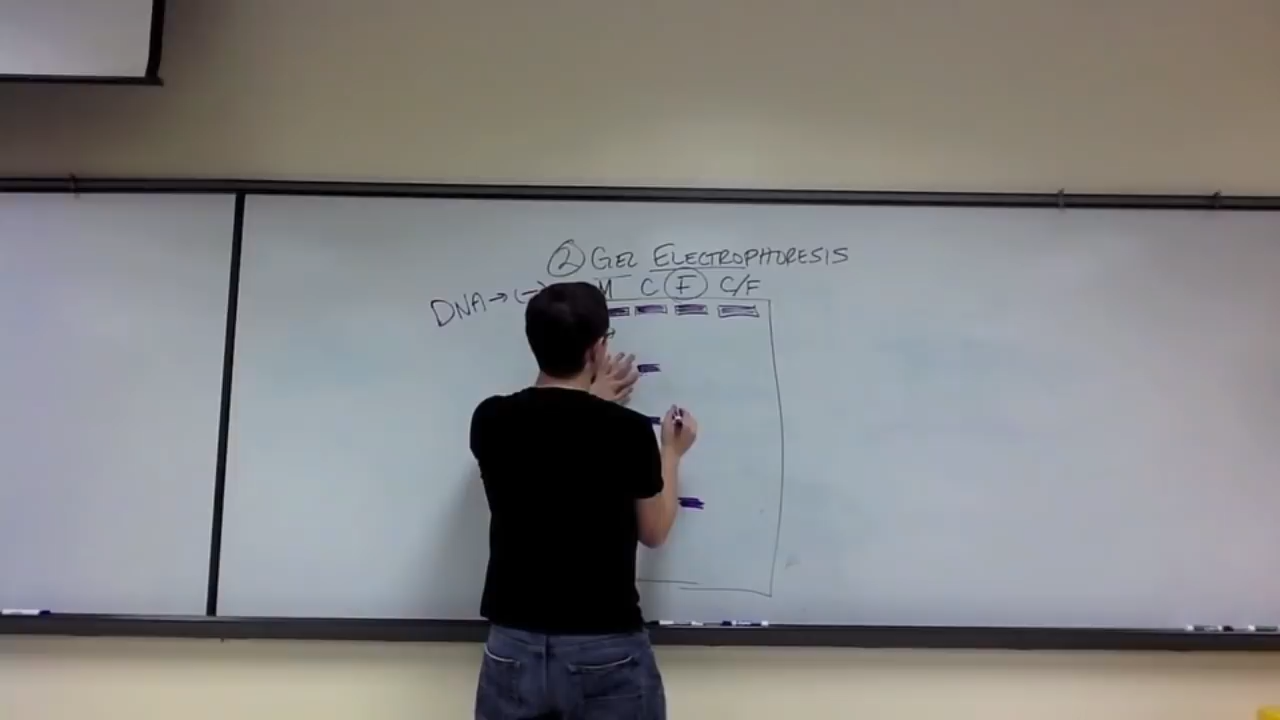 ② GEL ELECTROPHORESIS
DNA → (-) M C F C/F